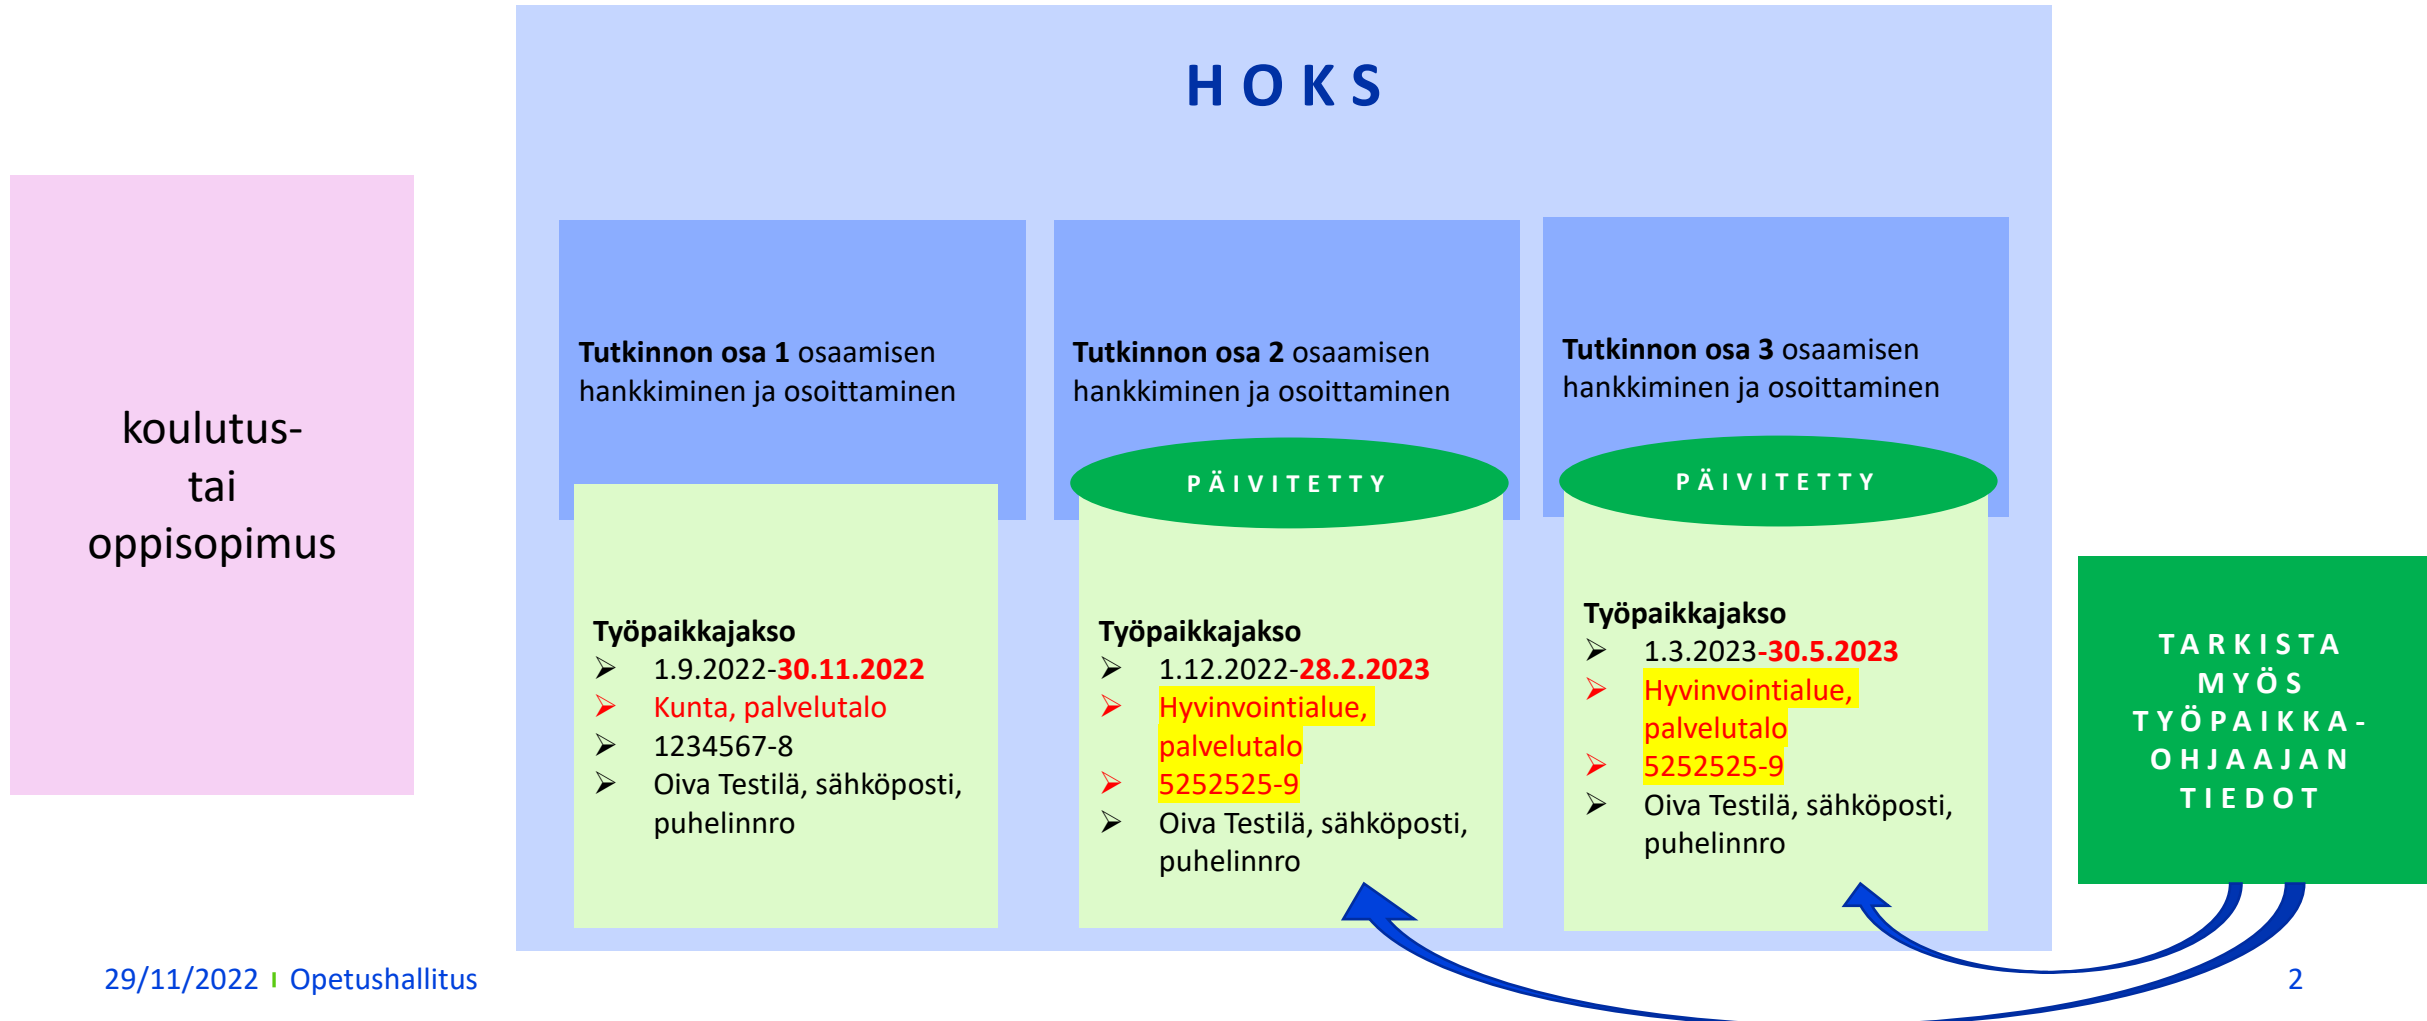 H O K S
koulutus-
tai
oppisopimus
Tutkinnon osa 1 osaamisen
hankkiminen ja osoittaminen
Työpaikkajakso
➢ 1.9.2022-30.11.2022
➢ Kunta, palvelutalo
➢ 1234567-8
➢ Oiva Testilä, sähköposti,
puhelinnro
Tutkinnon osa 2 osaamisen
hankkiminen ja osoittaminen
PÄIVITETTY
Työpaikkajakso
➢ 1.12.2022-28.2.2023
➢ Hyvinvointialue,
palvelutalo
➢ 5252525-9
➢ Oiva Testilä, sähköposti,
puhelinnro
Tutkinnon osa 3 osaamisen
hankkiminen ja osoittaminen
PÄIVITETTY
Työpaikkajakso
➢ 1.3.2023-30.5.2023
➢ Hyvinvointialue,
palvelutalo
➢ 5252525-9
➢ Oiva Testilä, sähköposti,
puhelinnro
TARKISTA
MYÖS
TYÖPAIKKA-
OHJAAJAN
TIEDOT
29/11/2022 ı Opetushallitus
2